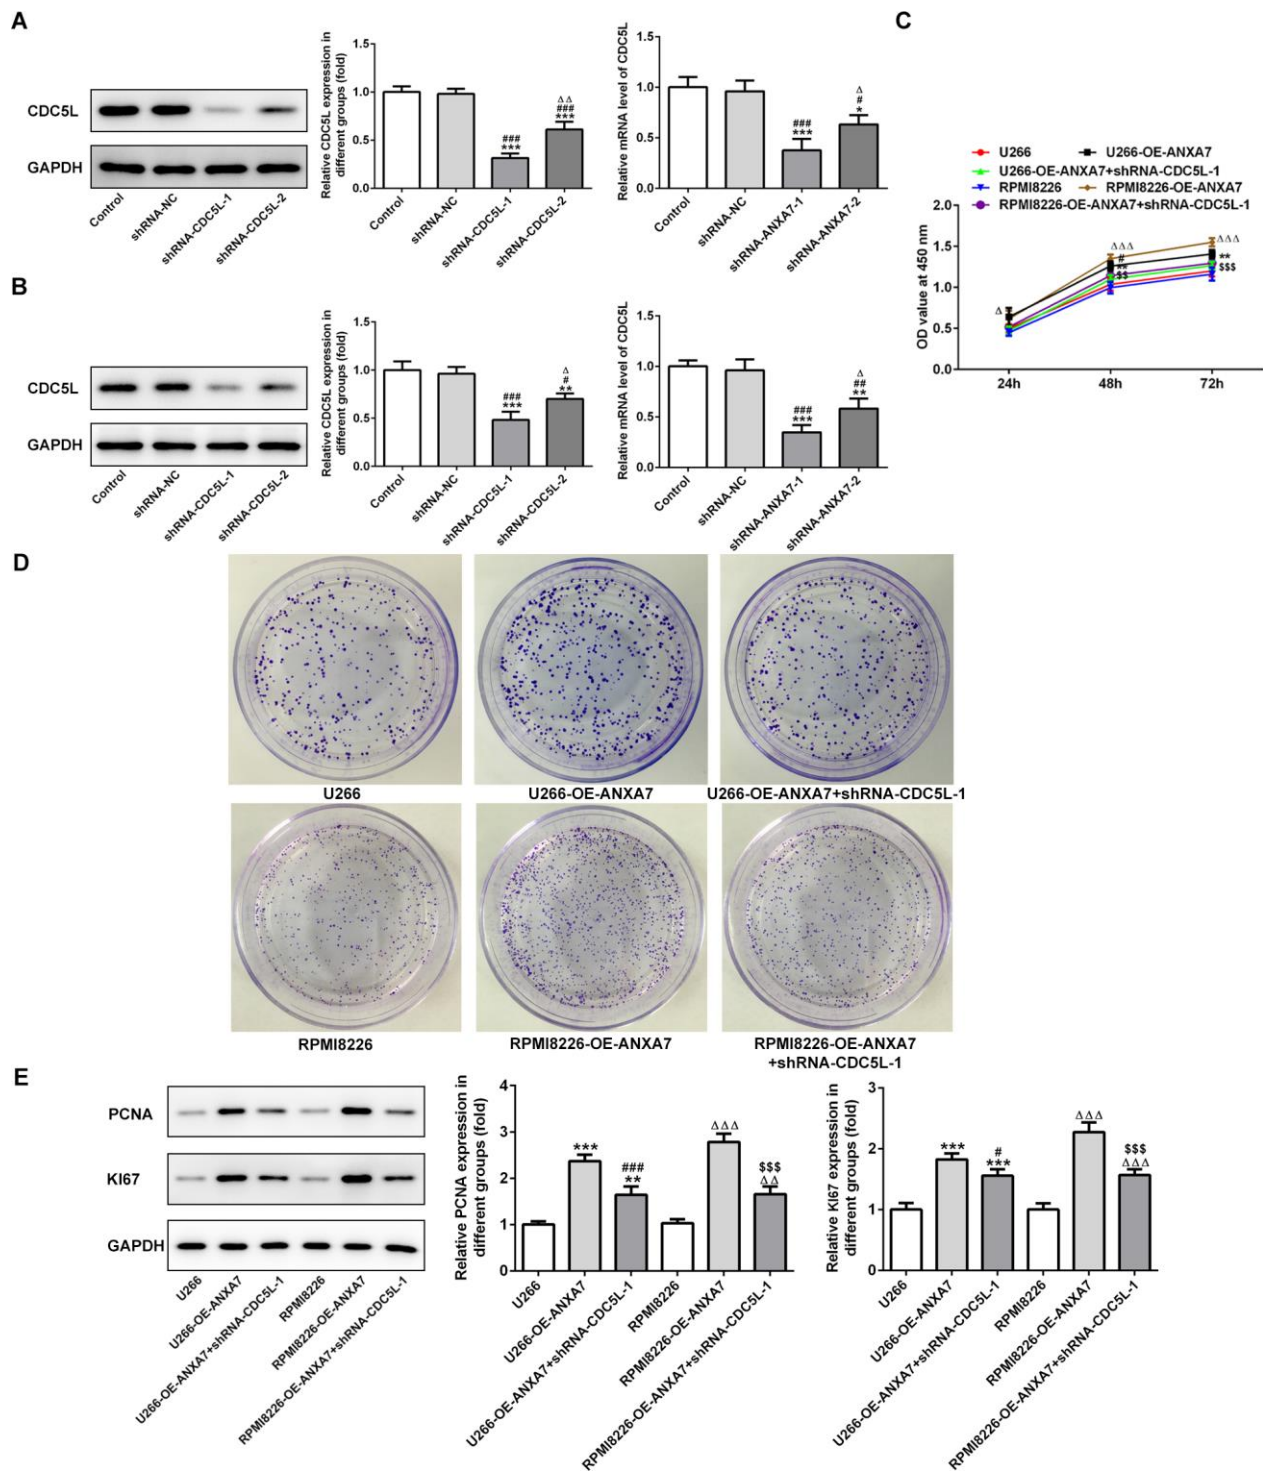 A
CDC5L
GAPDH
Control
shRNA-NC
shRNA-CDC5L-1
shRNA-CDC5L-2
Relative CDC5L expression in
different groups (fold)
1.5
1.0
0.5
0.0
###
***
ΔΔ
###
***
Control
shRNA-NC
shRNA-CDC5L-1
shRNA-CDC5L-2
Relative mRNA level of CDC5L
1.5
1.0
0.5
0.0
###
***
Δ
#
*
Control
shRNA-NC
shRNA-ANXA7-1
shRNA-ANXA7-2
B
CDC5L
GAPDH
Control
shRNA-NC
shRNA-CDC5L-1
shRNA-CDC5L-2
Relative CDC5L expression in
different groups (fold)
1.5
1.0
0.5
0.0
###
***
Δ
#
**
Control
shRNA-NC
shRNA-CDC5L-1
shRNA-CDC5L-2
Relative mRNA level of CDC5L
1.5
1.0
0.5
0.0
###
***
Δ
##
**
Control
shRNA-NC
shRNA-ANXA7-1
shRNA-ANXA7-2
C
U266 U266-OE-ANXA7
U266-OE-ANXA7+shRNA-CDC5L-1
RPMI8226 RPMI8226-OE-ANXA7
RPMI8226-OE-ANXA7+shRNA-CDC5L-1
OD value at 450 nm
2.0
1.5
1.0
0.5
0.0
Δ
ΔΔΔ
#
**
$$
ΔΔΔ
**
$$$
24h 48h 72h
D
U266 U266-OE-ANXA7 U266-OE-ANXA7+shRNA-CDC5L-1
RPMI8226 RPMI8226-OE-ANXA7 RPMI8226-OE-ANXA7
+shRNA-CDC5L-1
E
PCNA
KI67
GAPDH
U266
U266-OE-ANXA7
U266-OE-ANXA7+shRNA-CDC5L-1
RPMI8226
RPMI8226-OE-ANXA7
RPMI8226-OE-ANXA7+shRNA-CDC5L-1
Relative PCNA expression in
different groups (fold)
4
3
2
1
0
***
###
**
ΔΔΔ
$$$
ΔΔ
U266
U266-OE-ANXA7
U266-OE-ANXA7+shRNA-CDC5L-1
RPMI8226
RPMI8226-OE-ANXA7
RPMI8226-OE-ANXA7+shRNA-CDC5L-1
Relative KI67 expression in
different groups (fold)
3
2
1
0
***
#
***
ΔΔΔ
$$$
ΔΔΔ
U266
U266-OE-ANXA7
U266-OE-ANXA7+shRNA-CDC5L-1
RPMI8226
RPMI8226-OE-ANXA7
RPMI8226-OE-ANXA7+shRNA-CDC5L-1